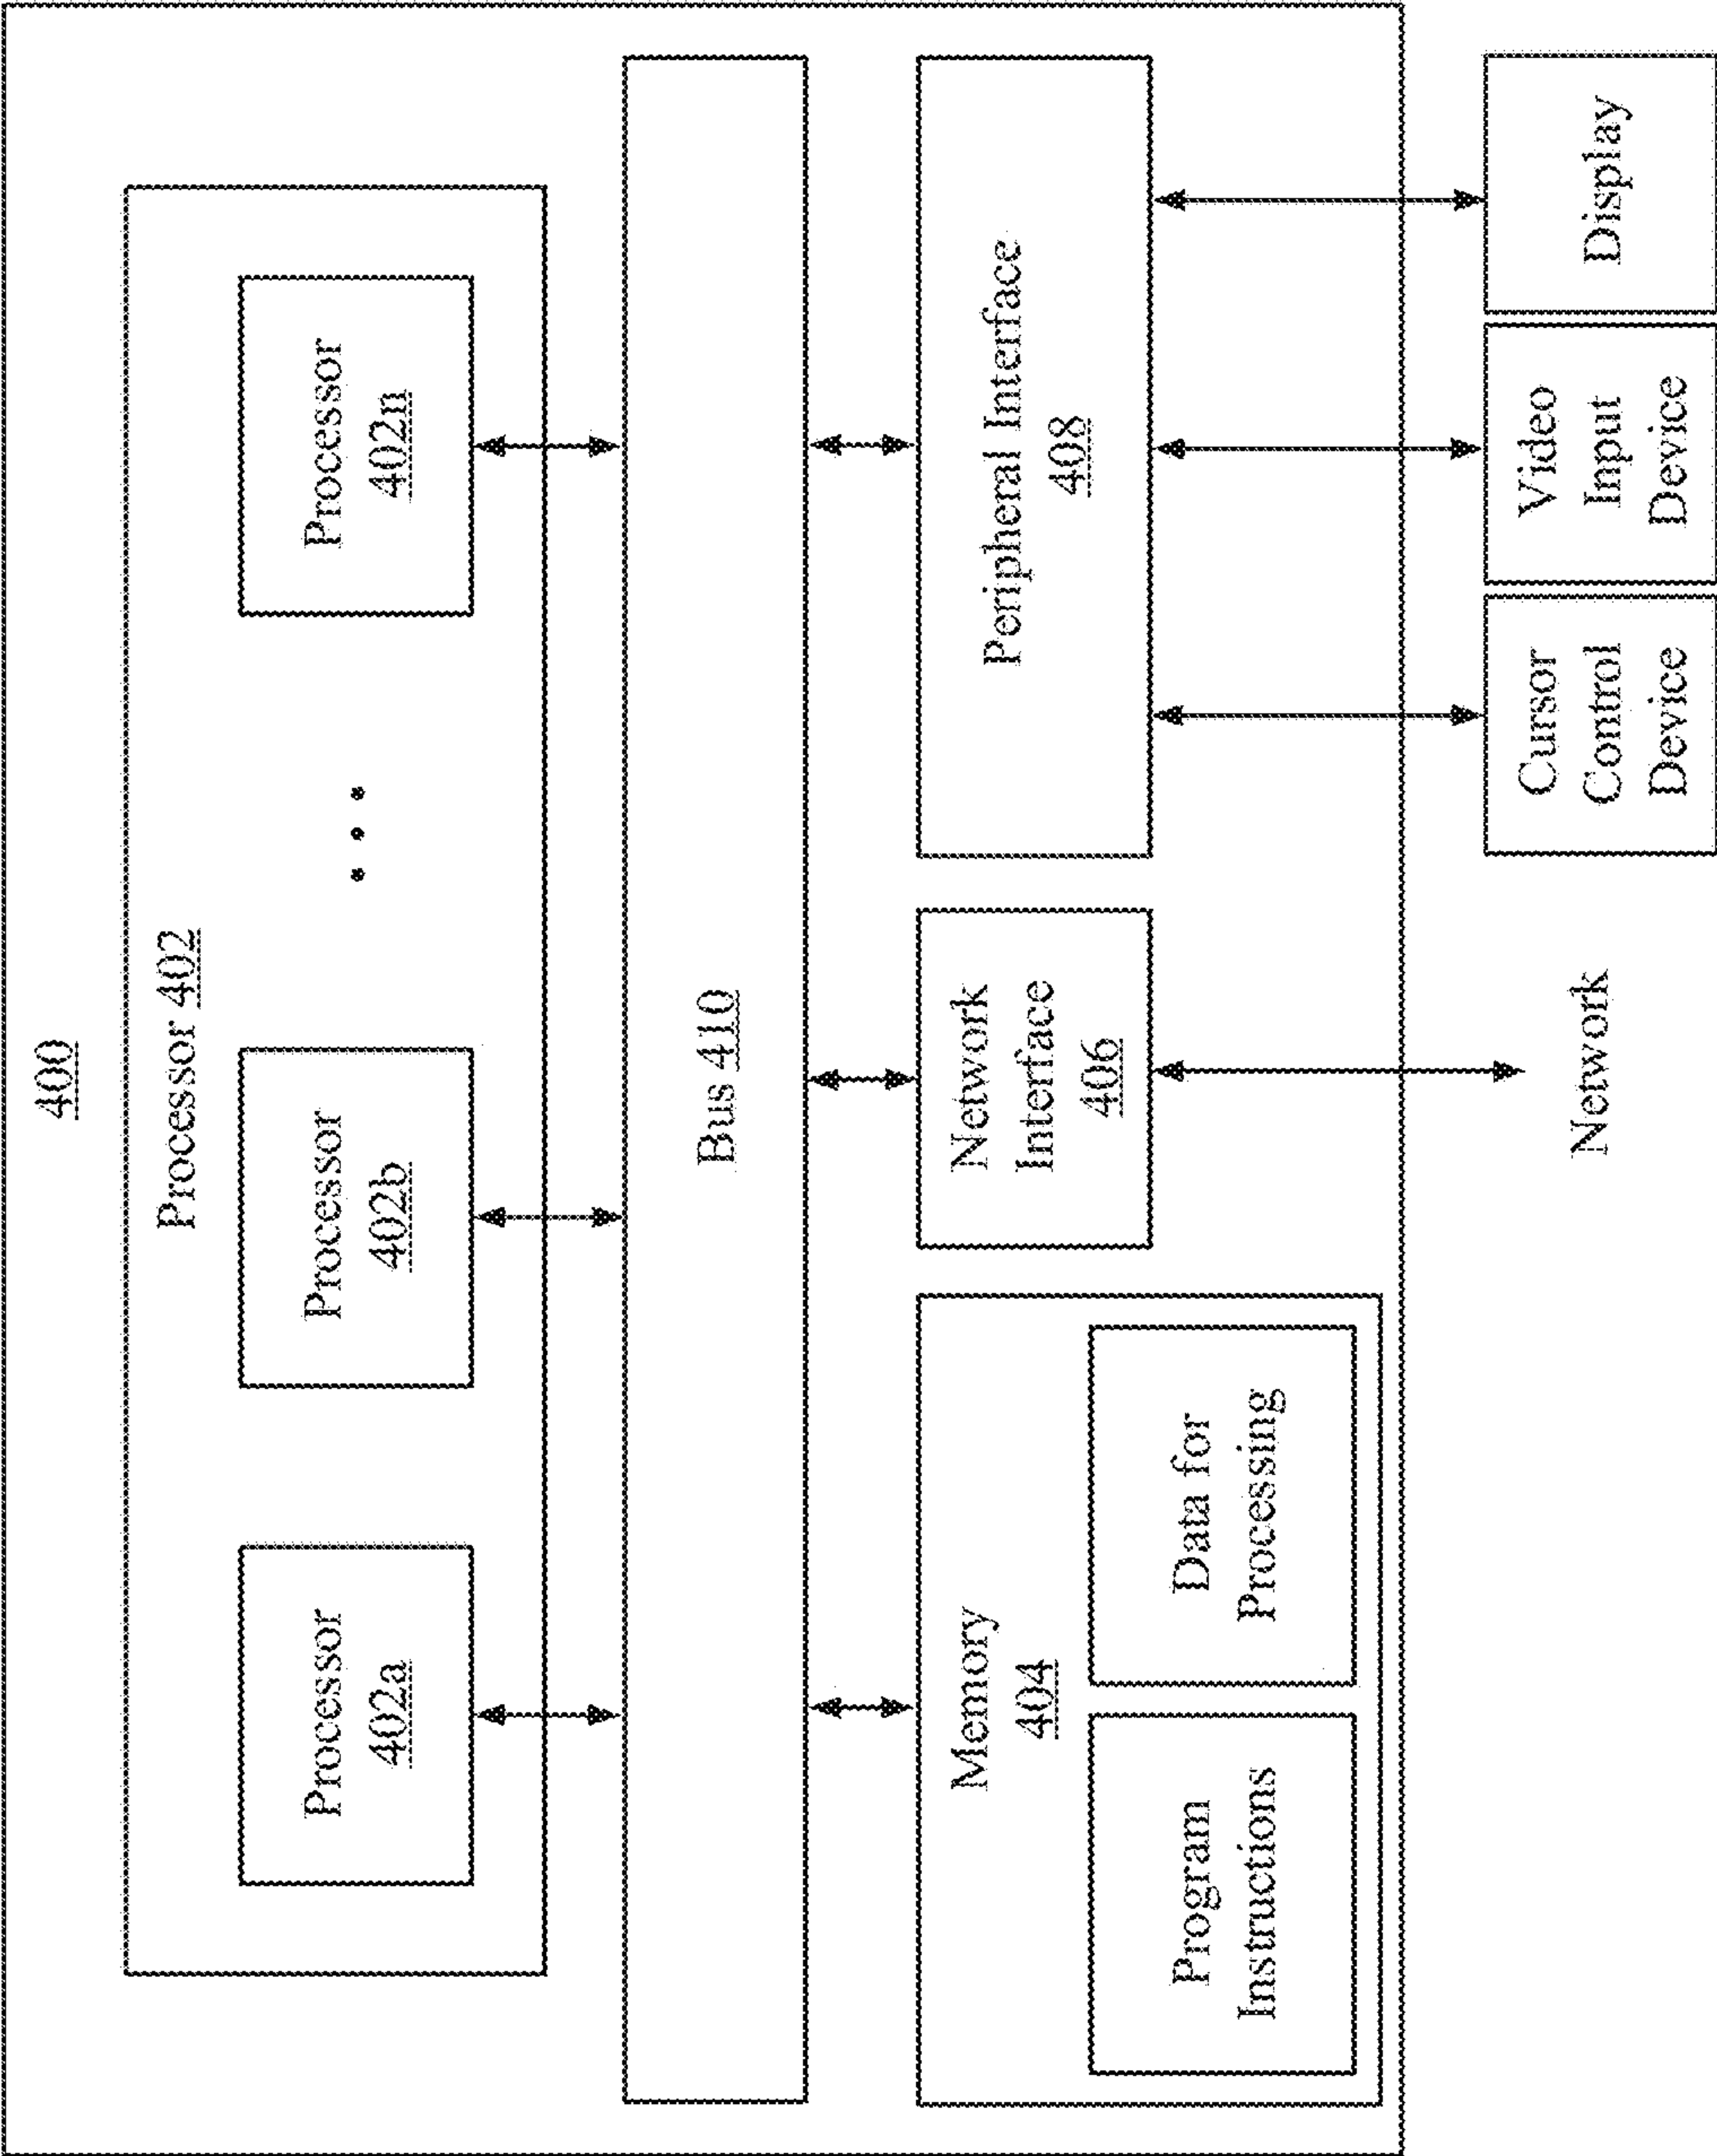 400
Processor 402
Processor
402a
Processor
402b
Processor
402n
Bus 410
Memory
404
Program
Instructions
Data for
Processing
Network
Interface
406
Peripheral Interface
408
Network
Cursor
Control
Device
Video
Input
Device
Display